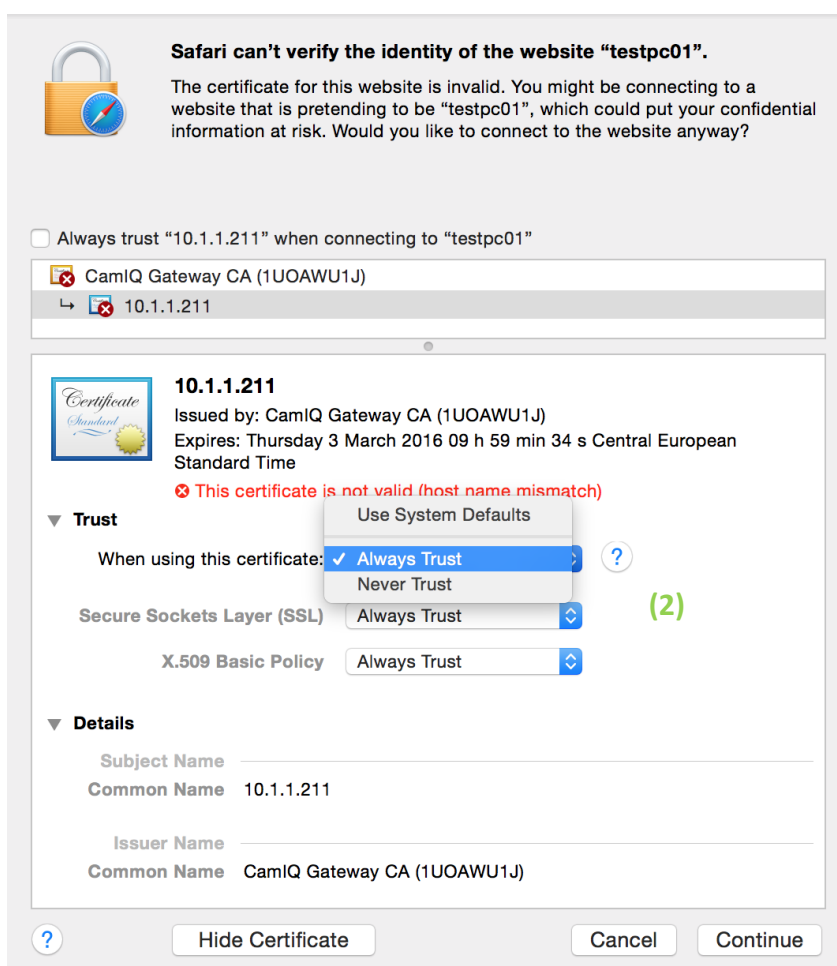 Safari can’t verify the identity of the website “testpc01”.
The certificate for this website is invalid. You might be connecting to a
website that is pretending to be “testpc01”, which could put your confidential
information at risk. Would you like to connect to the website anyway?
Always trust “10.1.1.211” when connecting to “testpc01”
CamIQ Gateway CA (1UOAWU1J)
10.1.1.211
Certificate
Standard
10.1.1.211
Issued by: CamIQ Gateway CA (1UOAWU1J)
Expires: Thursday 3 March 2016 09 h 59 min 34 s Central European
Standard Time
This certificate is not valid (host name mismatch)
Trust
Use System Defaults
When using this certificate: ✓ Always Trust ?
Never Trust
Secure Sockets Layer (SSL) Always Trust (2)
X.509 Basic Policy Always Trust
Details
Subject Name
Common Name 10.1.1.211
Issuer Name
Common Name CamIQ Gateway CA (1UOAWU1J)
? Hide Certificate Cancel Continue